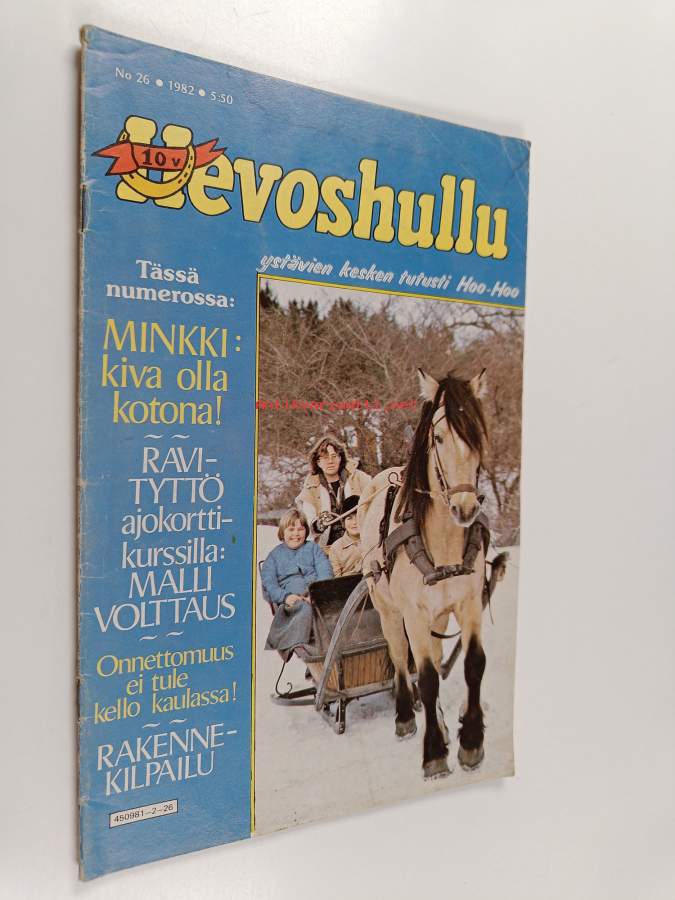 No 26 • 1982 • 5:50
10 v
Hevoshullu
ystävien kesken tutusti Hoo-Hoo
Tässä
numerossa:
MINKKI:
kiva olla
kotona!
~ ~
RAVI-
TYTTÖ
ajokortti-
kurssilla:
MALLI
VOLTTAUS
~ ~
Onnettomuus
ei tule
kello kaulassa!
~ ~
RAKENNE-
KILPAILU
450981-2-26